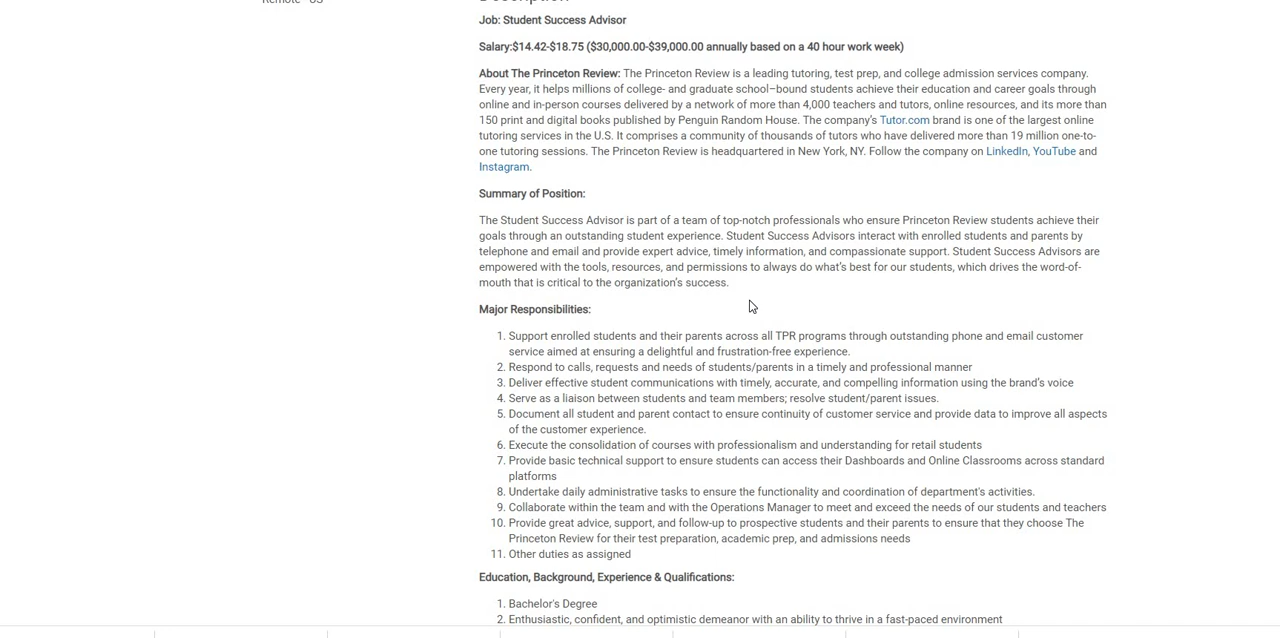 Remote - US
Description
Job: Student Success Advisor
Salary:$14.42-$18.75 ($30,000.00-$39,000.00 annually based on a 40 hour work week)
About The Princeton Review: The Princeton Review is a leading tutoring, test prep, and college admission services company.
Every year, it helps millions of college- and graduate school–bound students achieve their education and career goals through
online and in-person courses delivered by a network of more than 4,000 teachers and tutors, online resources, and its more than
150 print and digital books published by Penguin Random House. The company’s Tutor.com brand is one of the largest online
tutoring services in the U.S. It comprises a community of thousands of tutors who have delivered more than 19 million one-to-
one tutoring sessions. The Princeton Review is headquartered in New York, NY. Follow the company on LinkedIn, YouTube and
Instagram.
Summary of Position:
The Student Success Advisor is part of a team of top-notch professionals who ensure Princeton Review students achieve their
goals through an outstanding student experience. Student Success Advisors interact with enrolled students and parents by
telephone and email and provide expert advice, timely information, and compassionate support. Student Success Advisors are
empowered with the tools, resources, and permissions to always do what’s best for our students, which drives the word-of-
mouth that is critical to the organization’s success.
Major Responsibilities:
1. Support enrolled students and their parents across all TPR programs through outstanding phone and email customer
service aimed at ensuring a delightful and frustration-free experience.
2. Respond to calls, requests and needs of students/parents in a timely and professional manner
3. Deliver effective student communications with timely, accurate, and compelling information using the brand’s voice
4. Serve as a liaison between students and team members; resolve student/parent issues.
5. Document all student and parent contact to ensure continuity of customer service and provide data to improve all aspects
of the customer experience.
6. Execute the consolidation of courses with professionalism and understanding for retail students
7. Provide basic technical support to ensure students can access their Dashboards and Online Classrooms across standard
platforms
8. Undertake daily administrative tasks to ensure the functionality and coordination of department's activities.
9. Collaborate within the team and with the Operations Manager to meet and exceed the needs of our students and teachers
10. Provide great advice, support, and follow-up to prospective students and their parents to ensure that they choose The
Princeton Review for their test preparation, academic prep, and admissions needs
11. Other duties as assigned
Education, Background, Experience & Qualifications:
1. Bachelor's Degree
2. Enthusiastic, confident, and optimistic demeanor with an ability to thrive in a fast-paced environment